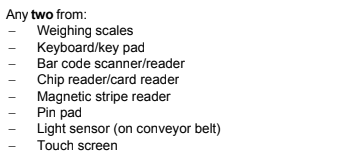 Any two from:
– Weighing scales
– Keyboard/key pad
– Bar code scanner/reader
– Chip reader/card reader
– Magnetic stripe reader
– Pin pad
– Light sensor (on conveyor belt)
– Touch screen